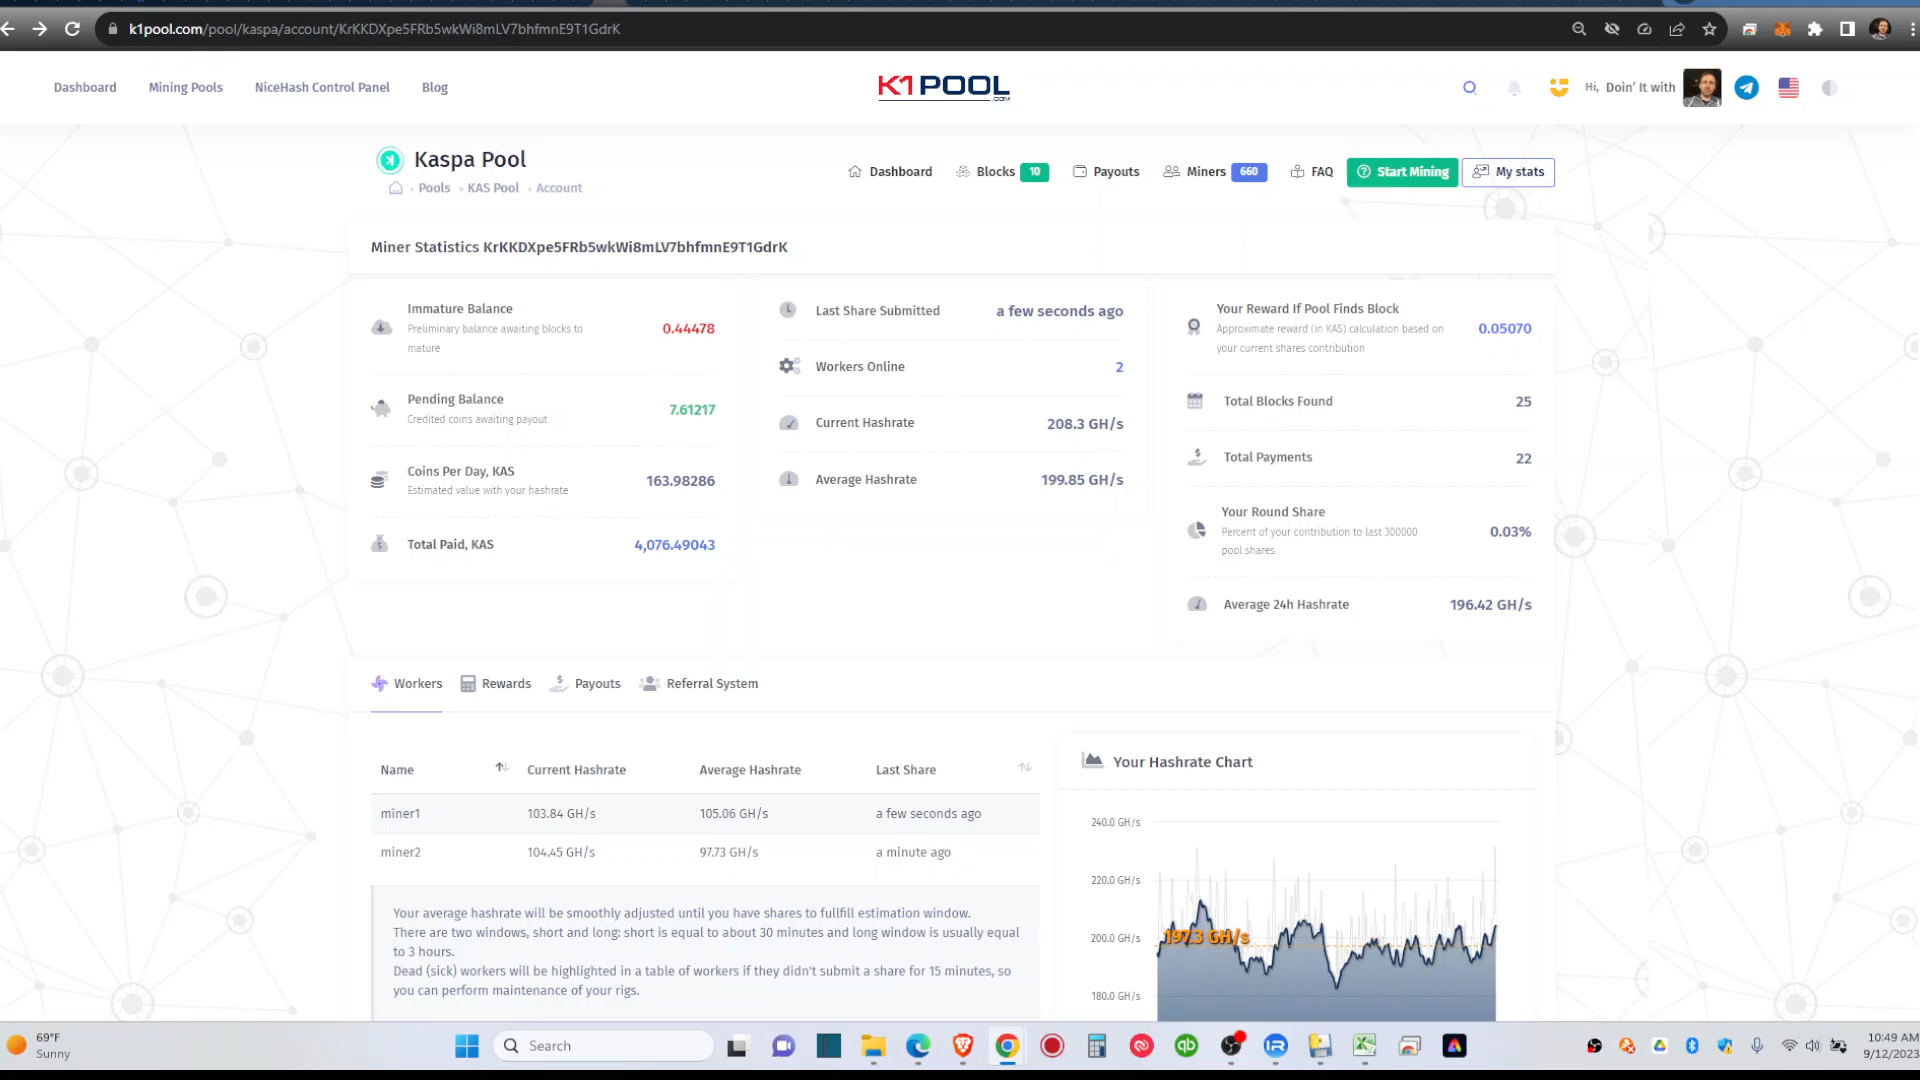 k1pool.com/pool/kaspa/account/KrKKDXpe5FRb5wkWi8mLV7bhfmnE9T1GdrK
Dashboard Mining Pools NiceHash Control Panel Blog
K1POOL
.COM
Hi, Doin' It with
Kaspa Pool
Pools • KAS Pool • Account
Dashboard Blocks 10 Payouts Miners 660 FAQ Start Mining My stats
Miner Statistics KrKKDXpe5FRb5wkWi8mLV7bhfmnE9T1GdrK
Immature Balance
Preliminary balance awaiting blocks to
mature
0.44478
Pending Balance
Credited coins awaiting payout
7.61217
Coins Per Day, KAS
Estimated value with your hashrate
163.98286
Total Paid, KAS 4,076.49043
Last Share Submitted a few seconds ago
Workers Online 2
Current Hashrate 208.3 GH/s
Average Hashrate 199.85 GH/s
Your Reward If Pool Finds Block
Approximate reward (in KAS) calculation based on
your current shares contribution
0.05070
Total Blocks Found 25
Total Payments 22
Your Round Share
Percent of your contribution to last 300000
pool shares
0.03%
Average 24h Hashrate 196.42 GH/s
Workers Rewards Payouts Referral System
Name Current Hashrate Average Hashrate Last Share
miner1 103.84 GH/s 105.06 GH/s a few seconds ago
miner2 104.45 GH/s 97.73 GH/s a minute ago
Your average hashrate will be smoothly adjusted until you have shares to fullfill estimation window.
There are two windows, short and long: short is equal to about 30 minutes and long window is usually equal
to 3 hours.
Dead (sick) workers will be highlighted in a table of workers if they didn't submit a share for 15 minutes, so
you can perform maintenance of your rigs.
Your Hashrate Chart
240.0 GH/s
220.0 GH/s
200.0 GH/s
197.3 GH/s
180.0 GH/s
69°F
Sunny
Search
10:49 AM
9/12/2023